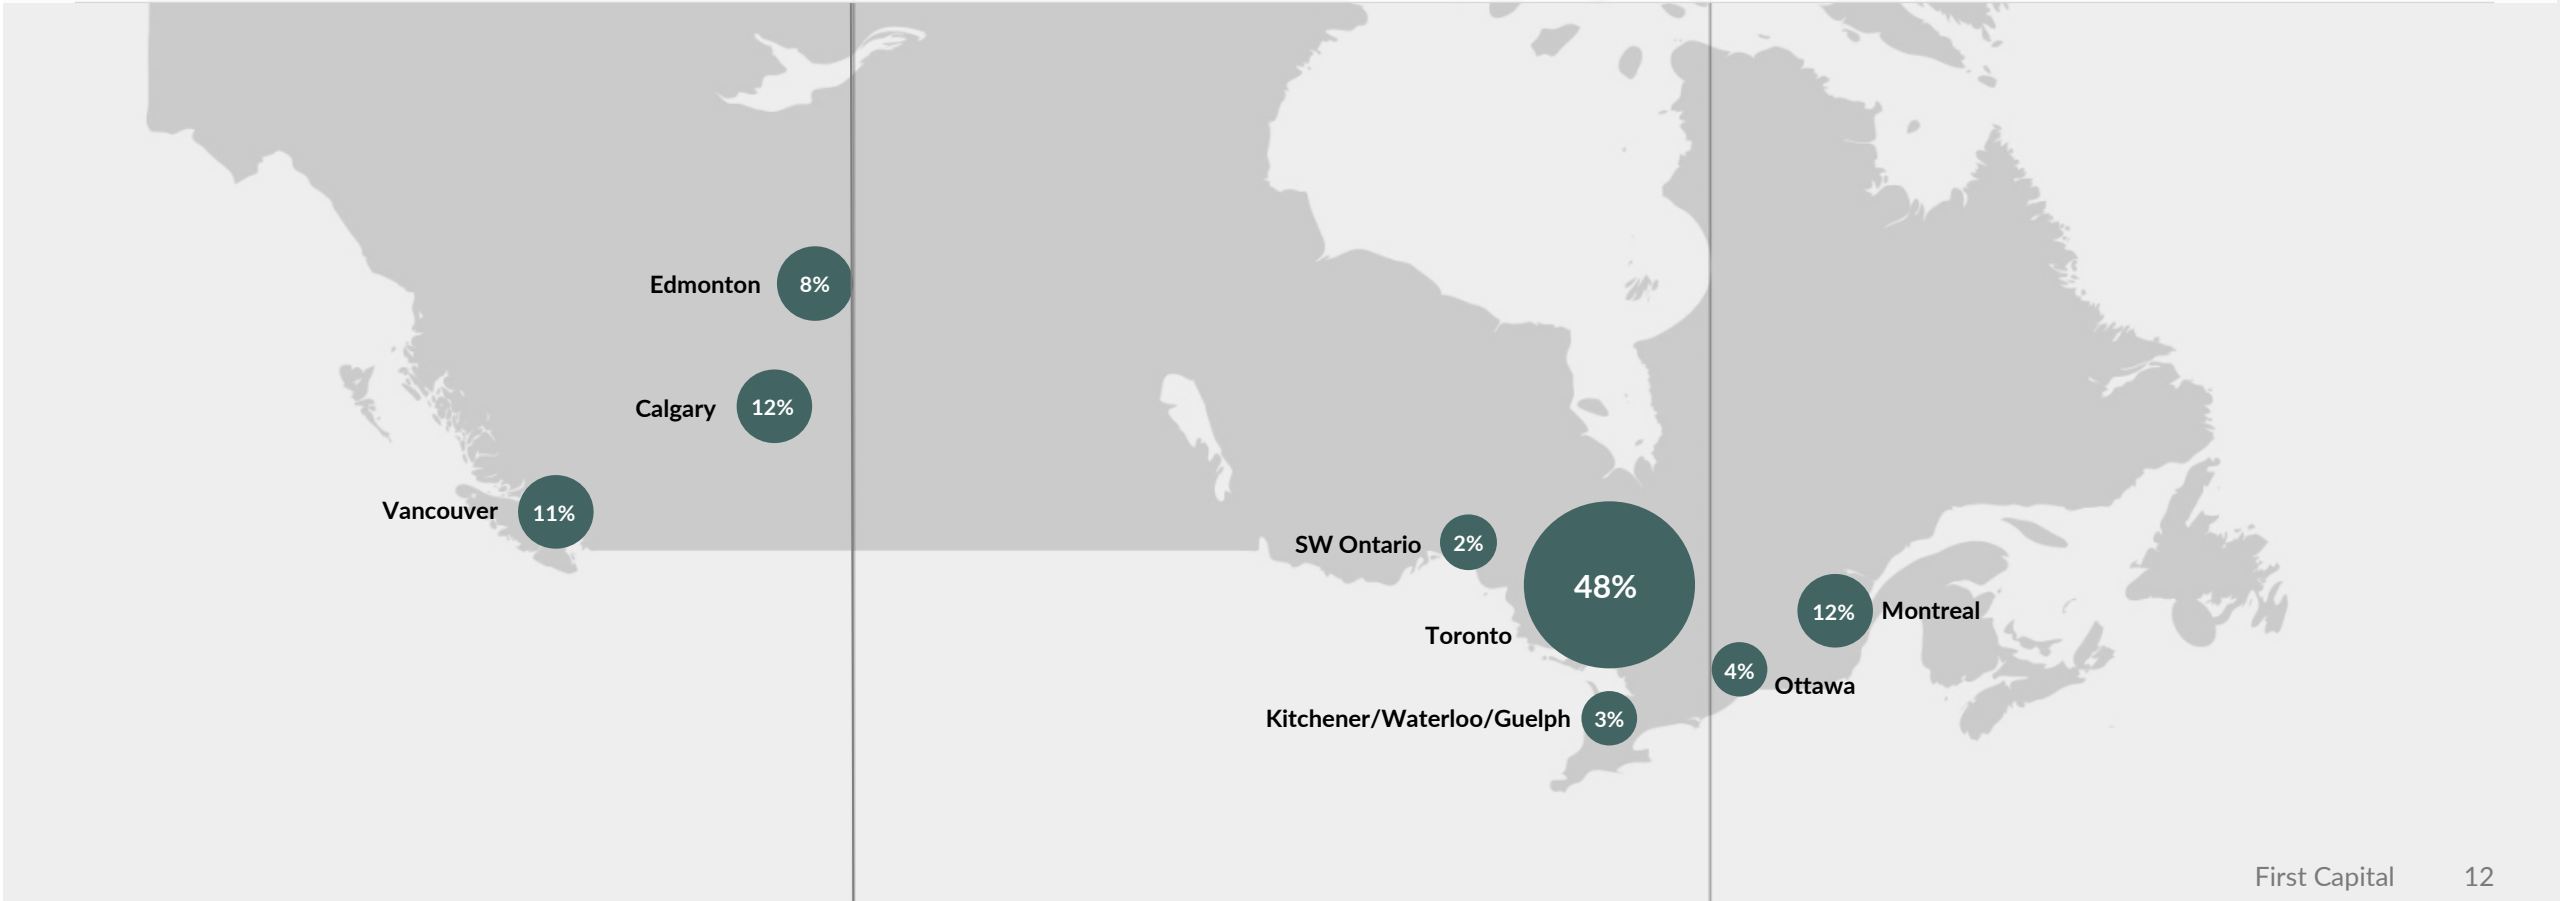 Edmonton 8%
Calgary 12%
Vancouver 11%
SW Ontario 2%
48%
Toronto
Kitchener/Waterloo/Guelph 3%
12% Montreal
4% Ottawa
First Capital 12